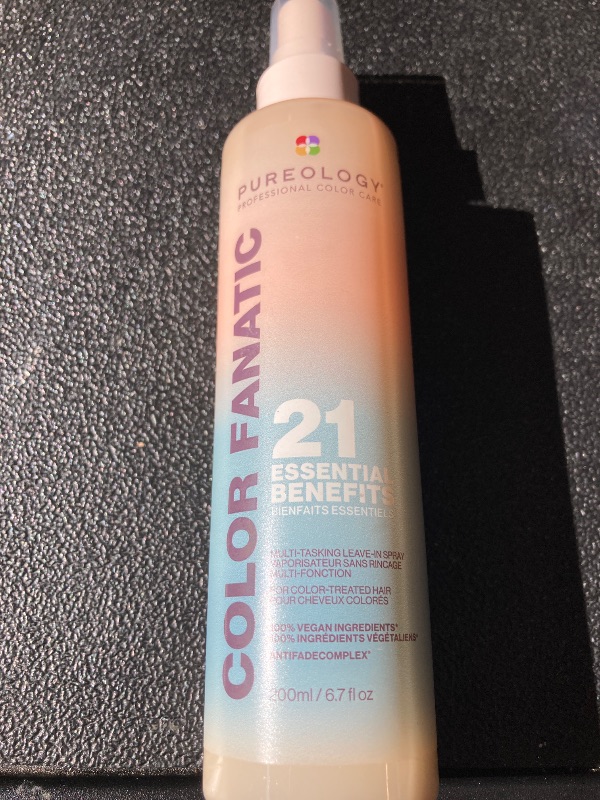 PUREOLOGY®
PROFESSIONAL COLOR CARE
COLOR FANATIC
21
ESSENTIAL
BENEFITS
BIENFAITS ESSENTIELS
MULTI-TASKING LEAVE-IN SPRAY
VAPORISATEUR SANS RINCAGE
MULTI-FONCTION
FOR COLOR-TREATED HAIR
POUR CHEVEUX COLORÉS
100% VEGAN INGREDIENTS*
100% INGRÉDIENTS VÉGÉTALIENS*
ANTIFADECOMPLEX®
200ml / 6.7 fl oz